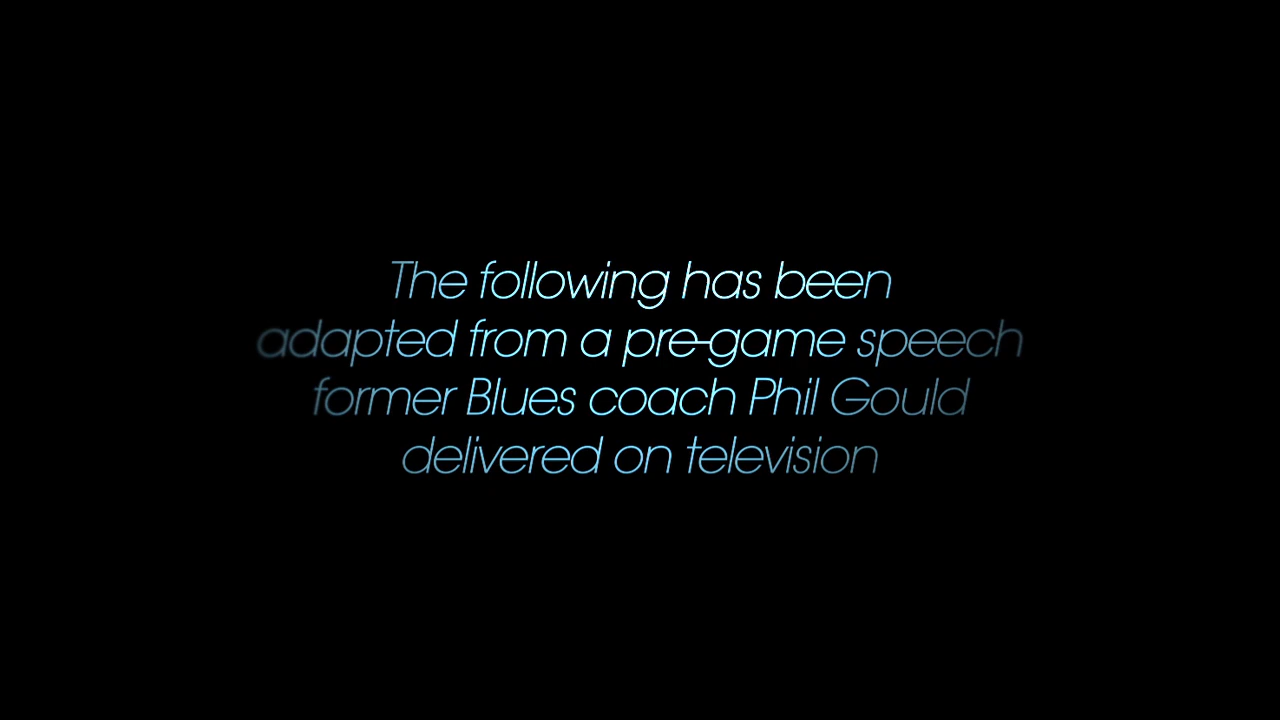 The following has been
adapted from a pre-game speech
former Blues coach Phil Gould
delivered on television